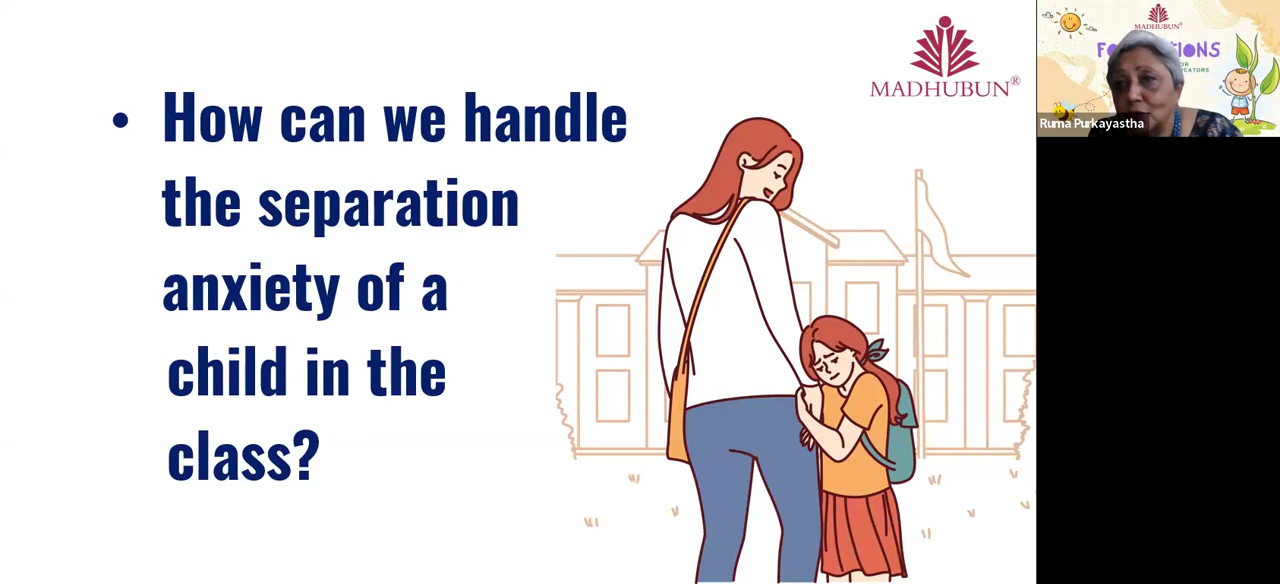 • How can we handle
the separation
anxiety of a
child in the
class?
MADHUBUN®
MADHUBUN®
Ruma Purkayastha